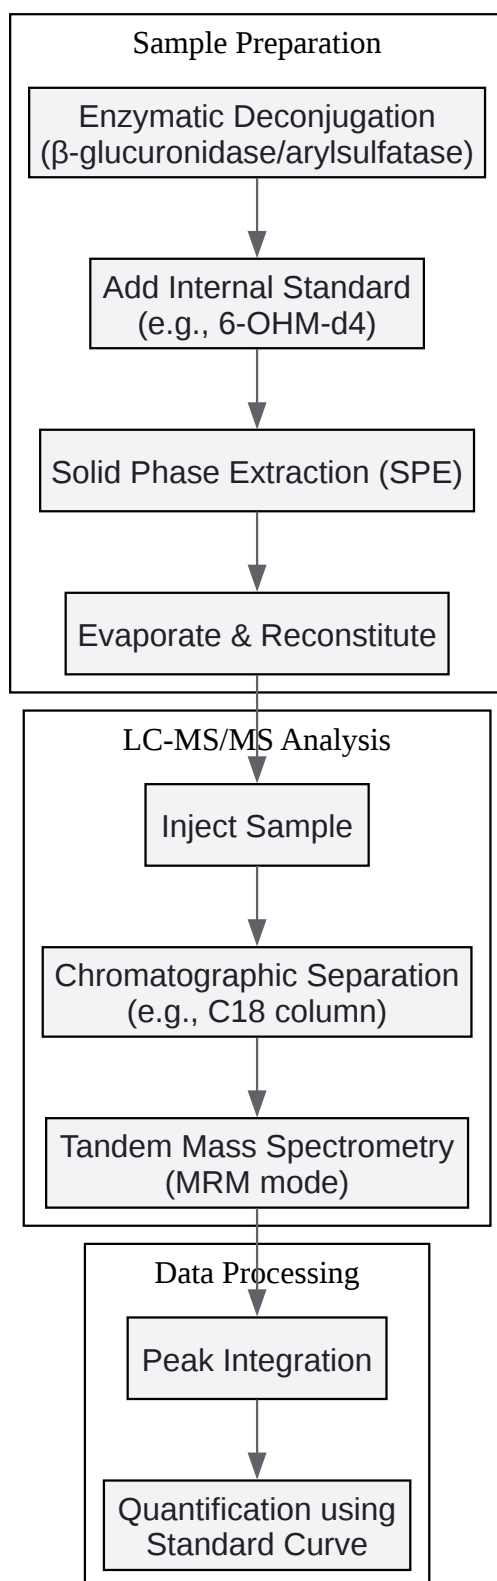 Sample Preparation
Enzymatic Deconjugation
(β-glucuronidase/arylsulfatase)
Add Internal Standard
(e.g., 6-OHM-d4)
Solid Phase Extraction (SPE)
Evaporate & Reconstitute
LC-MS/MS Analysis
Inject Sample
Chromatographic Separation
(e.g., C18 column)
Tandem Mass Spectrometry
(MRM mode)
Data Processing
Peak Integration
Quantification using
Standard Curve